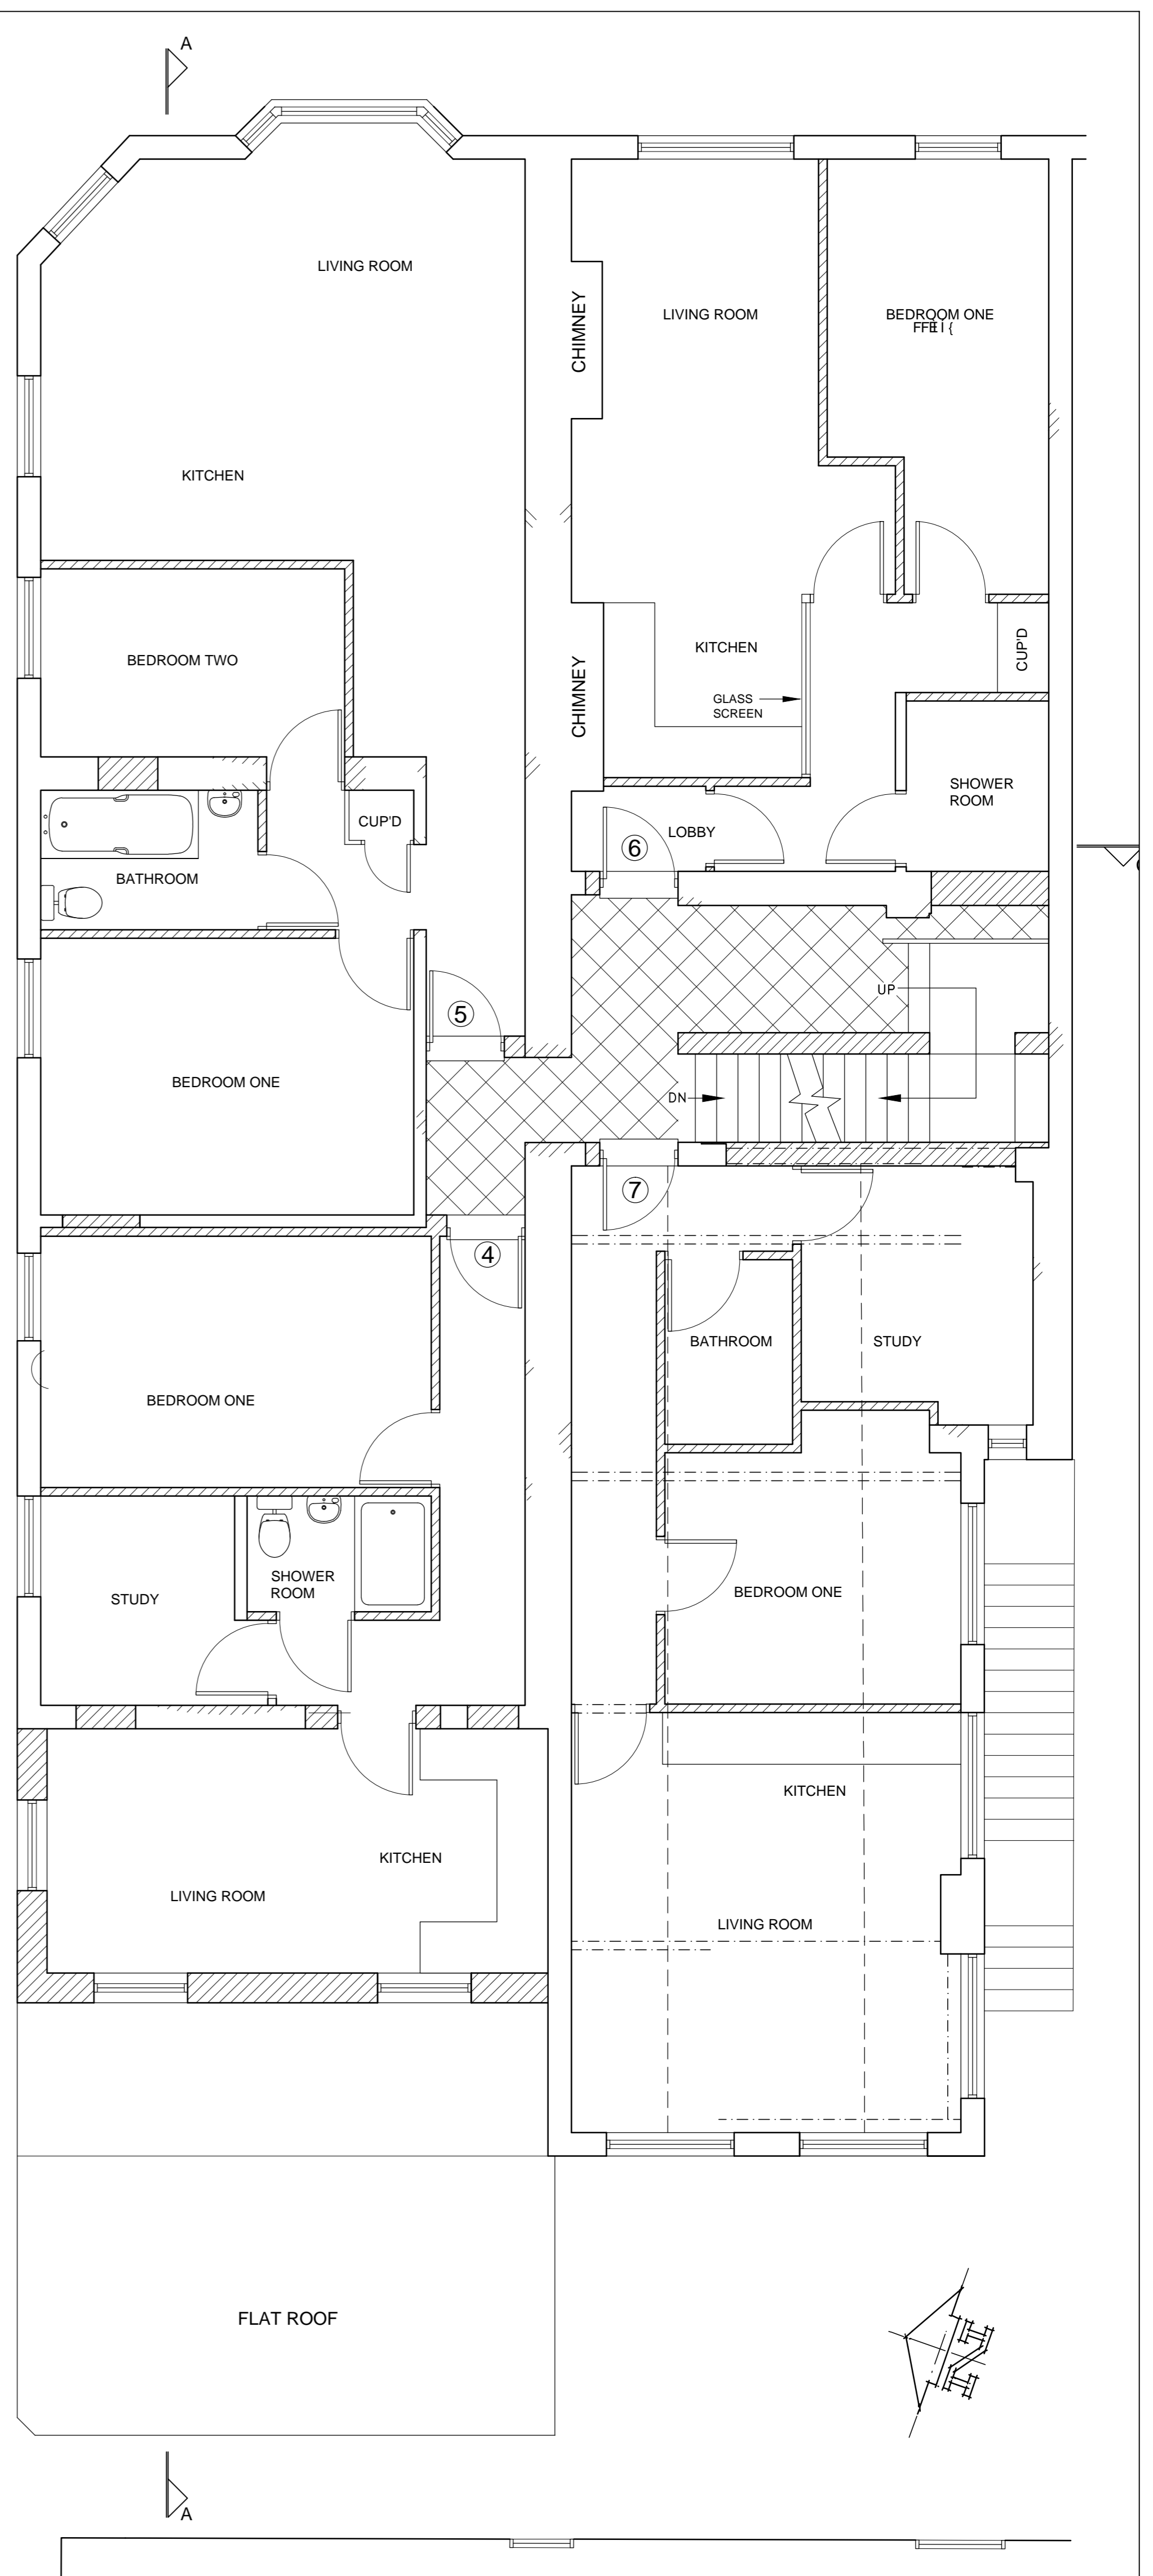 A
LIVING ROOM
CHIMNEY
LIVING ROOM
BEDROOM ONE
KITCHEN
BEDROOM TWO
CHIMNEY
KITCHEN
GLASS
SCREEN
CUP'D
SHOWER
ROOM
CUP'D
LOBBY
6
BATHROOM
UP
5
BEDROOM ONE
DN
7
4
BATHROOM
STUDY
BEDROOM ONE
SHOWER
ROOM
STUDY
BEDROOM ONE
KITCHEN
KITCHEN
LIVING ROOM
LIVING ROOM
FLAT ROOF
N
A